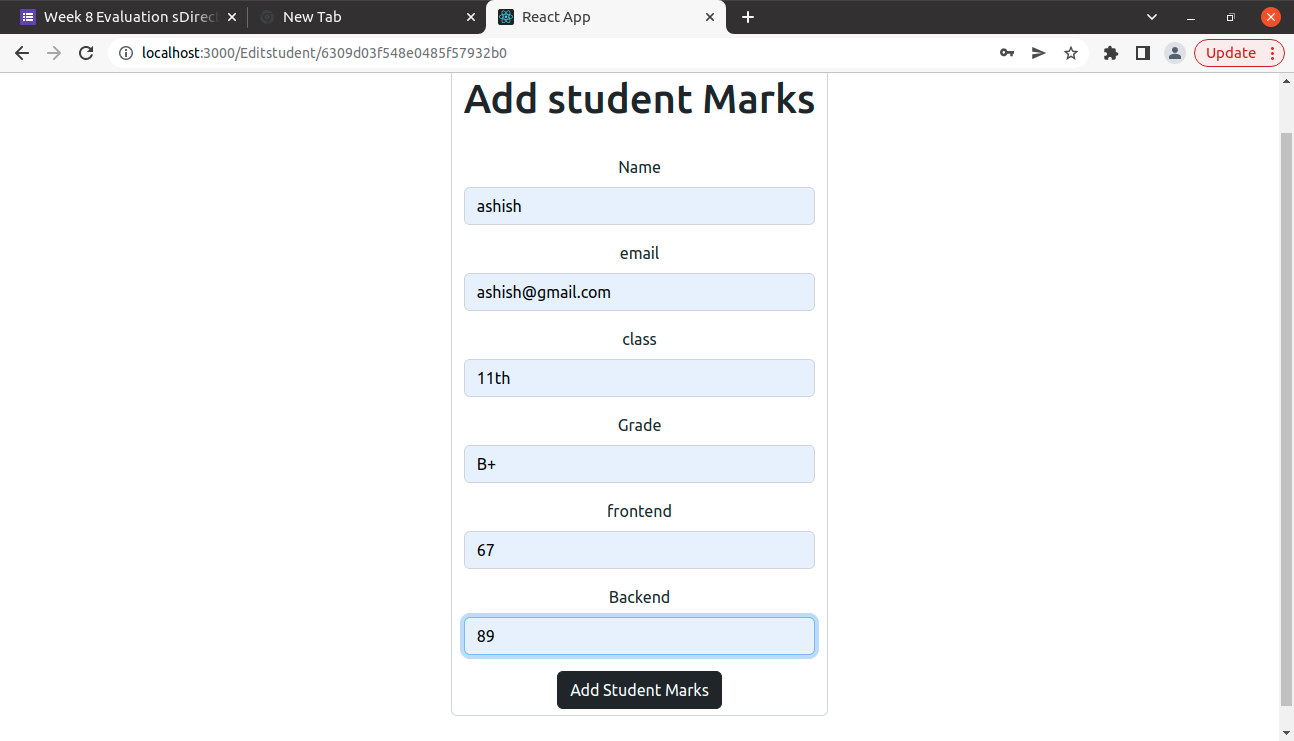 Week 8 Evaluation sDirec
New Tab
React App
localhost:3000/Editstudent/6309d03f548e0485f57932b0
Update
Add student Marks
Name
ashish
email
ashish@gmail.com
class
11th
Grade
B+
frontend
67
Backend
89
Add Student Marks